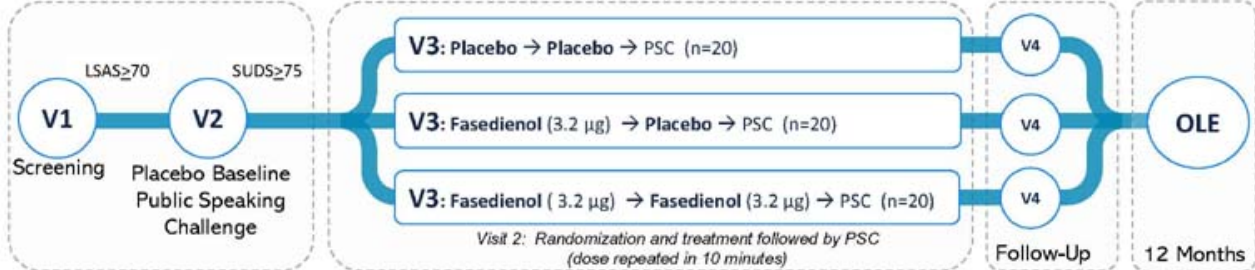 LSAS≥70
SUDS≥75
V1
V2
Screening
Placebo Baseline
Public Speaking
Challenge
V3: Placebo → Placebo → PSC (n=20)
V3: Fasedienol (3.2 µg) → Placebo → PSC (n=20)
V3: Fasedienol ( 3.2 µg) → Fasedienol (3.2 µg) → PSC (n=20)
Visit 2: Randomization and treatment followed by PSC
(dose repeated in 10 minutes)
V4
V4
V4
Follow-Up
OLE
12 Months